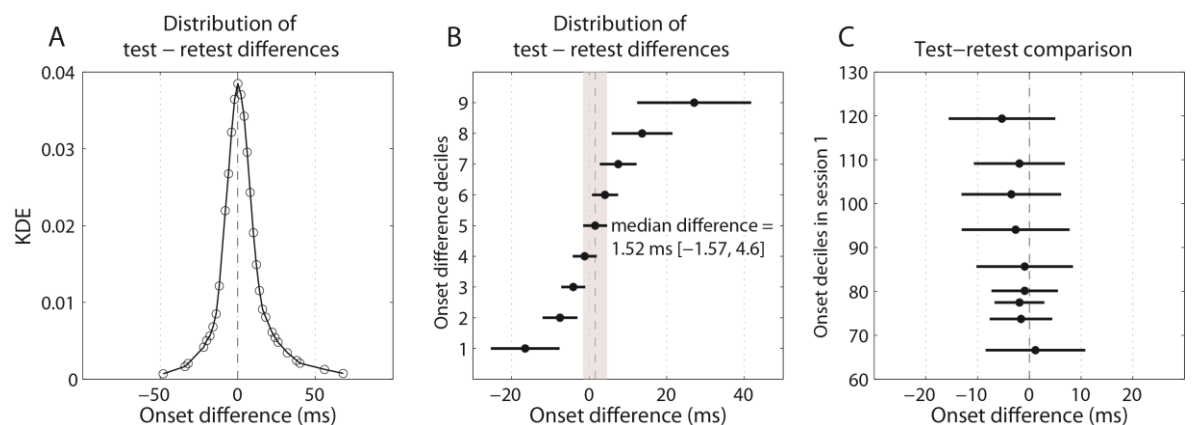 A
Distribution of
test – retest differences
KDE
0.04
0.03
0.02
0.01
0
−50
0
50
Onset difference (ms)
B
Distribution of
test – retest differences
Onset difference deciles
9
8
7
6
5
4
3
2
1
median difference =
1.52 ms [−1.57, 4.6]
−20
0
20
40
Onset difference (ms)
C
Test–retest comparison
Onset deciles in session 1
130
120
110
100
90
80
70
60
−20
−10
0
10
20
Onset difference (ms)